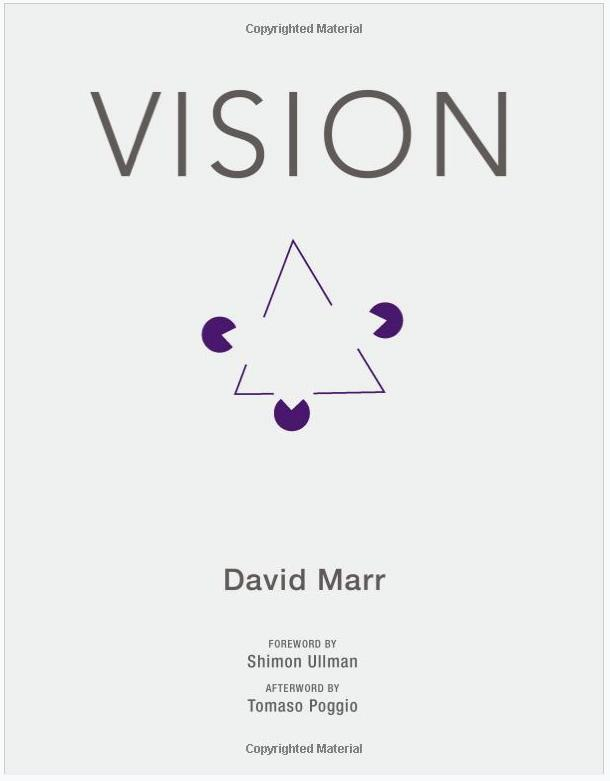 Copyrighted Material
VISION
David Marr
FOREWORD BY
Shimon Ullman
AFTERWORD BY
Tomaso Poggio
Copyrighted Material